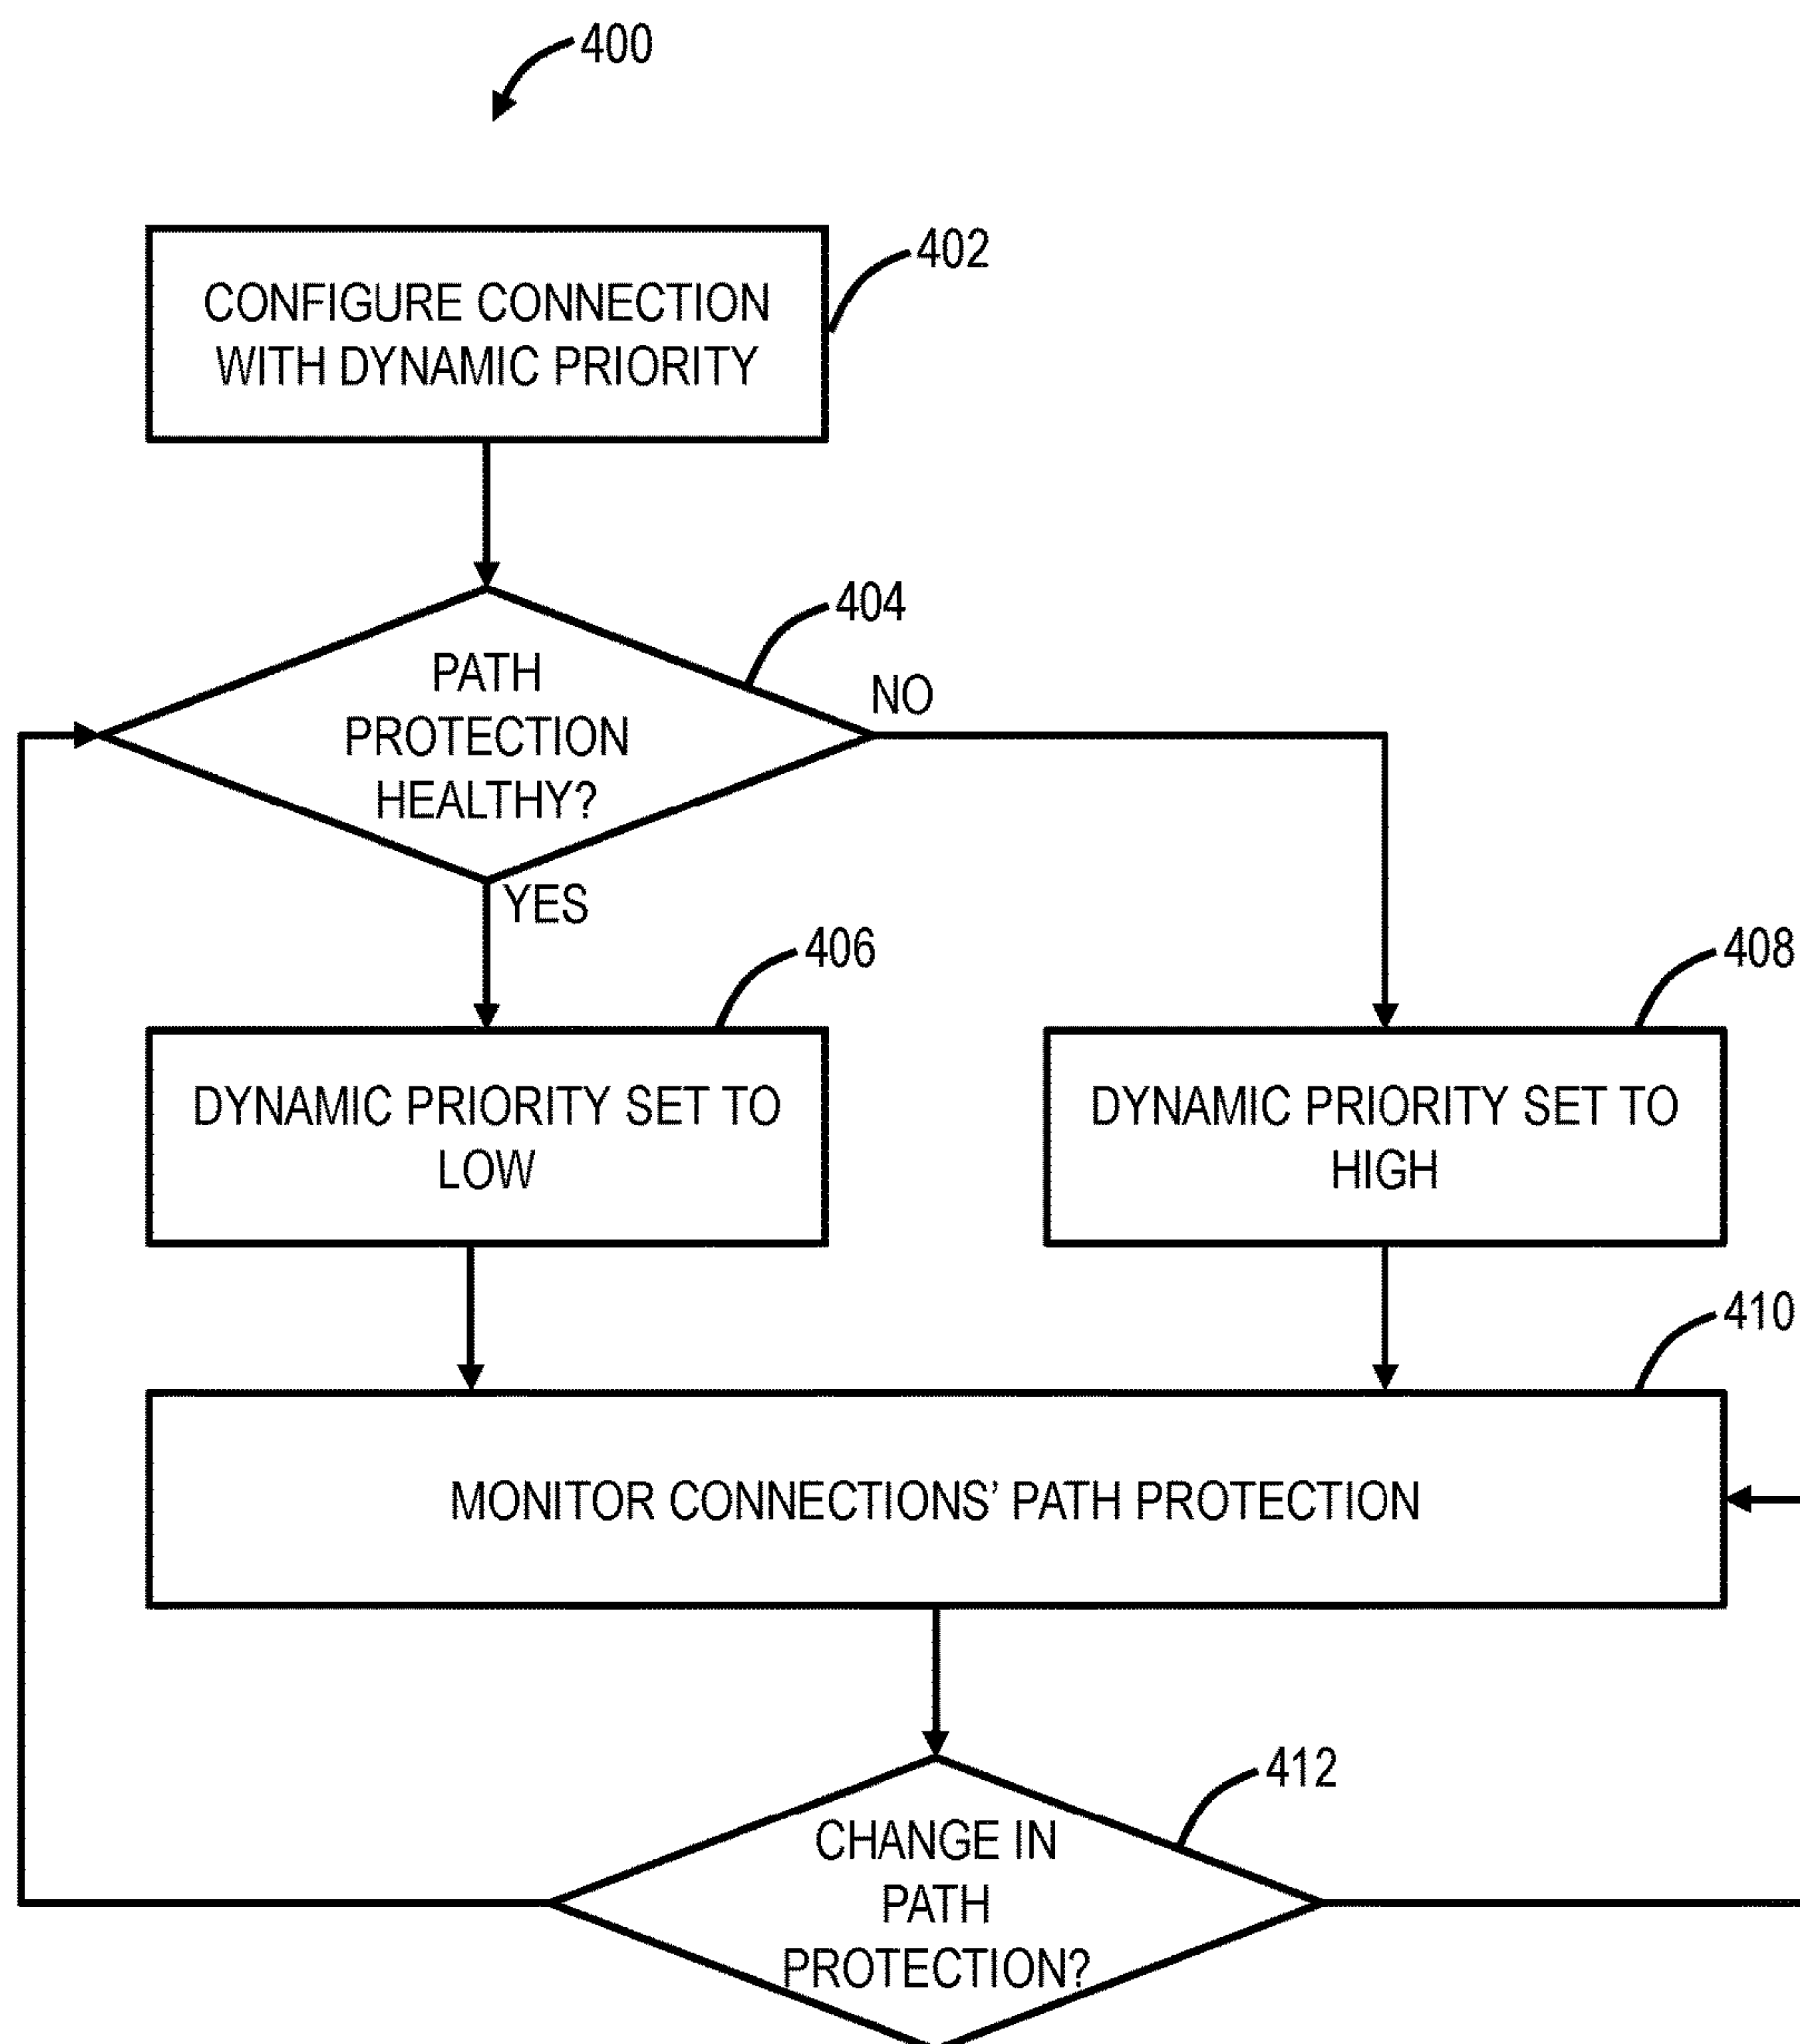 400
402
CONFIGURE CONNECTION
WITH DYNAMIC PRIORITY
404
PATH
PROTECTION
HEALTHY?
NO
YES
406
408
DYNAMIC PRIORITY SET TO
LOW
DYNAMIC PRIORITY SET TO
HIGH
410
MONITOR CONNECTIONS’ PATH PROTECTION
412
CHANGE IN
PATH
PROTECTION?